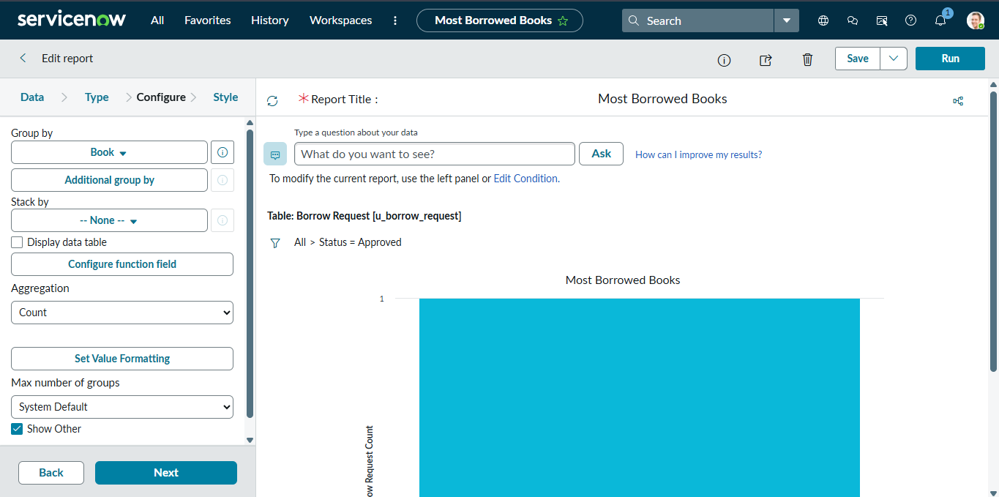 servicenow All Favorites History Workspaces Most Borrowed Books Search 1
Edit report Save Run
Data Type Configure Style
Report Title : Most Borrowed Books
Group by
Book
Additional group by
Stack by
-- None --
Display data table
Configure function field
Aggregation
Count
Set Value Formatting
Max number of groups
System Default
Show Other
Back Next
Type a question about your data
What do you want to see? Ask How can I improve my results?
To modify the current report, use the left panel or Edit Condition.
Table: Borrow Request [u_borrow_request]
All > Status = Approved
Most Borrowed Books
1
ow Request Count